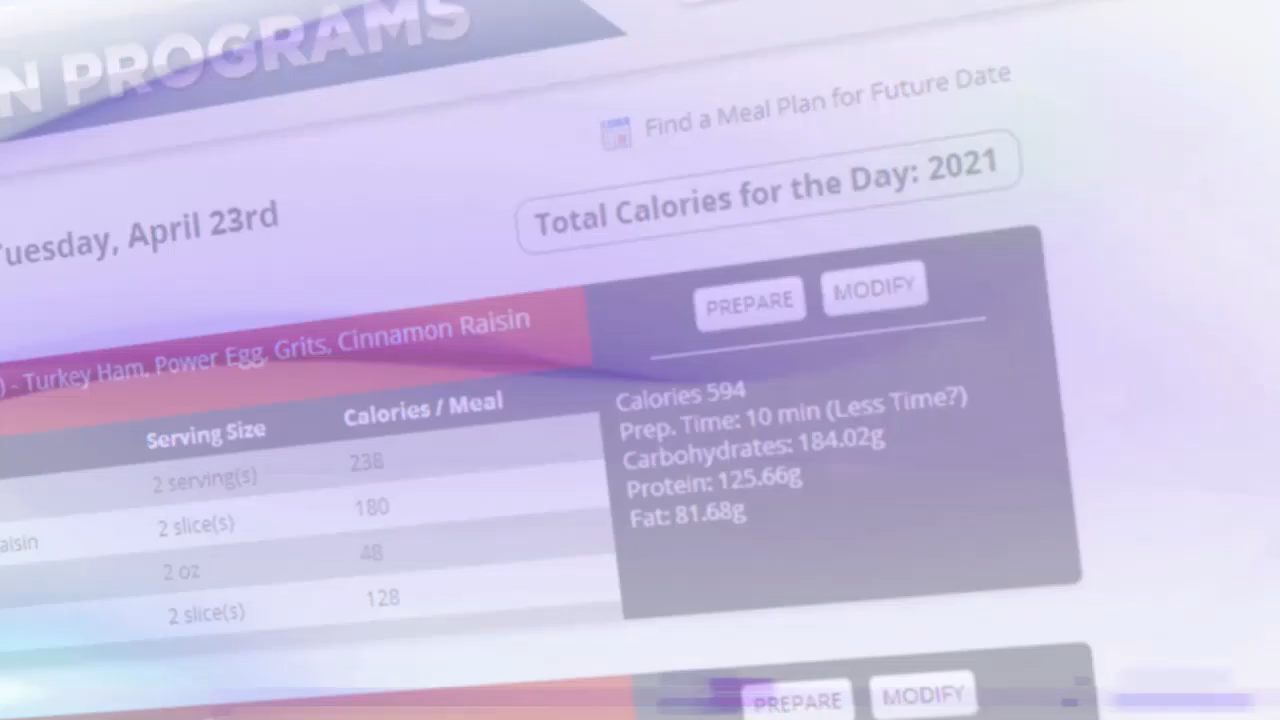 N PROGRAMS
Find a Meal Plan for Future Date
Total Calories for the Day: 2021
Tuesday, April 23rd
) - Turkey Ham, Power Egg, Grits, Cinnamon Raisin
PREPARE
MODIFY
Serving Size
Calories / Meal
2 serving(s)
238
2 slice(s)
180
aisin
2 oz
48
2 slice(s)
128
Calories 594
Prep. Time: 10 min (Less Time?)
Carbohydrates: 184.02g
Protein: 125.66g
Fat: 81.68g
PREPARE
MODIFY